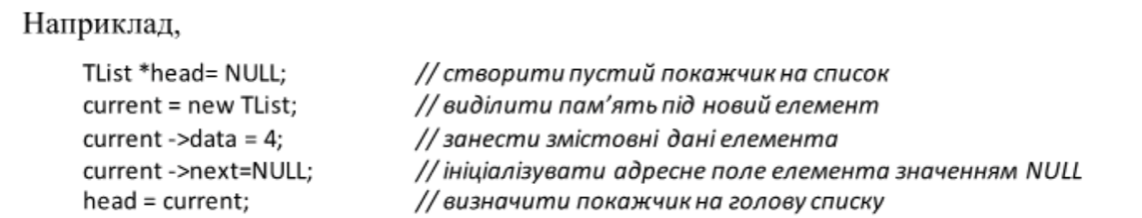 Наприклад,
TList *head= NULL; // створити пустий покажчик на список
current = new TList; // виділити пам’ять під новий елемент
current ->data = 4; // занести змістовні дані елемента
current ->next=NULL; // ініціалізувати адресне поле елемента значенням NULL
head = current; // визначити покажчик на голову списку